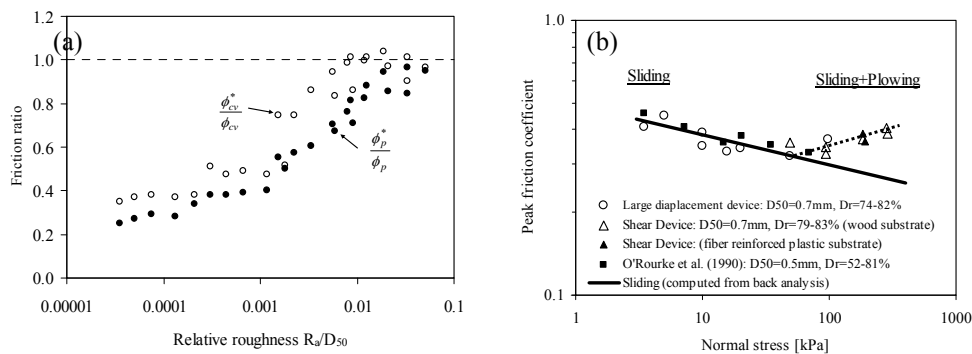 (a)
1.4
1.2
1.0
0.8
0.6
0.4
0.2
0.0
Friction ratio
ϕ*cv
ϕcv
ϕ*p
ϕp
0.00001
0.0001
0.001
0.01
0.1
Relative roughness Ra/D50
(b)
1.0
0.1
Peak friction coefficient
Sliding
Sliding+Plowing
Large diaplacement device: D50=0.7mm, Dr=74-82%
Shear Device: D50=0.7mm, Dr=79-83% (wood substrate)
Shear Device: (fiber reinforced plastic substrate)
O'Rourke et al. (1990): D50=0.5mm, Dr=52-81%
Sliding (computed from back analysis)
1
10
100
1000
Normal stress [kPa]